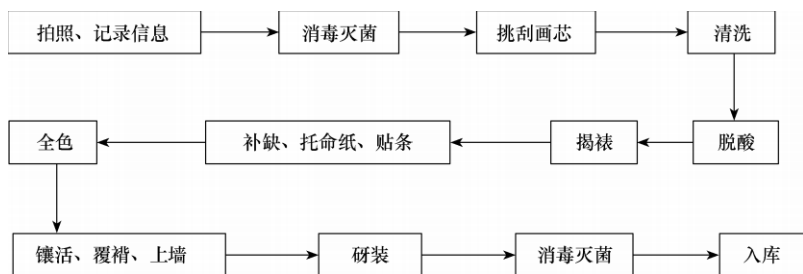 拍照、记录信息
消毒灭菌
挑刮画芯
清洗
脱酸
揭裱
补缺、托命纸、贴条
全色
镶活、覆褙、上墙
砑装
消毒灭菌
入库